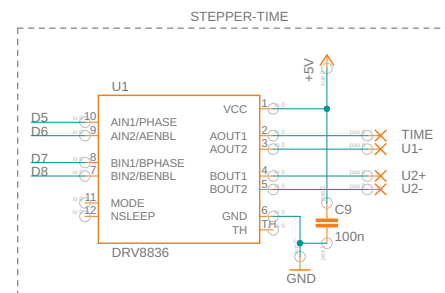 STEPPER-TIME
+5V
U1
D5 10 AIN1/PHASE VCC 1
D6 9 AIN2/AENBL AOUT1 2 TIME
AOUT2 3 U1-
D7 8 BIN1/BPHASE BOUT1 4 U2+
D8 7 BIN2/BENBL BOUT2 5 U2-
11 MODE GND 6
12 NSLEEP TH TH
C9
100n
DRV8836
GND